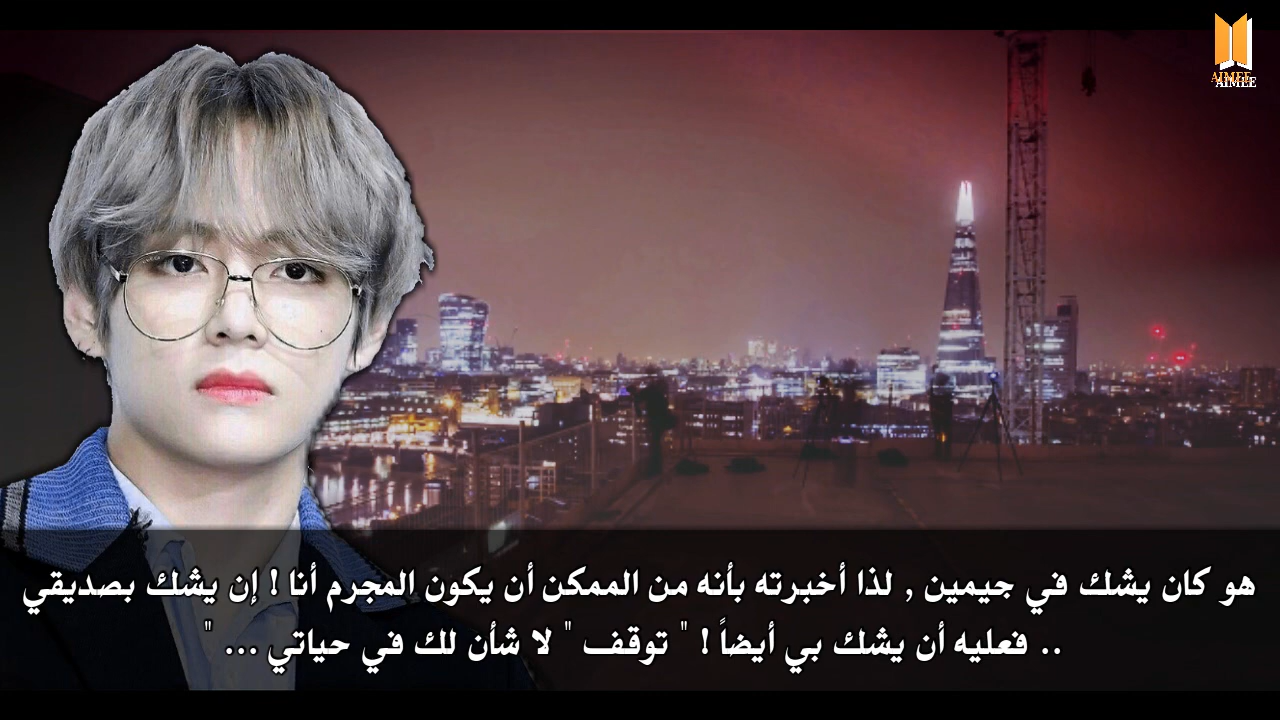 AIMEE
هو كان يشك في جيمين , لذا أخبرته بأنه من الممكن أن يكون المجرم أنا ! إن يشك بصديقي
.. فعليه أن يشك بي أيضاً ! " توقف " لا شأن لك في حياتي ... "